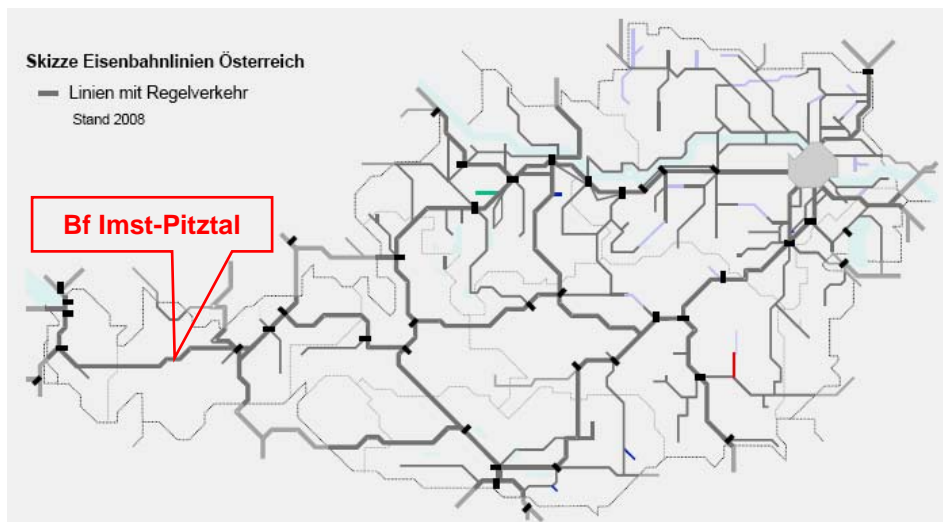 Skizze Eisenbahnlinien Österreich
Linien mit Regelverkehr
Stand 2008
Bf Imst-Pitztal